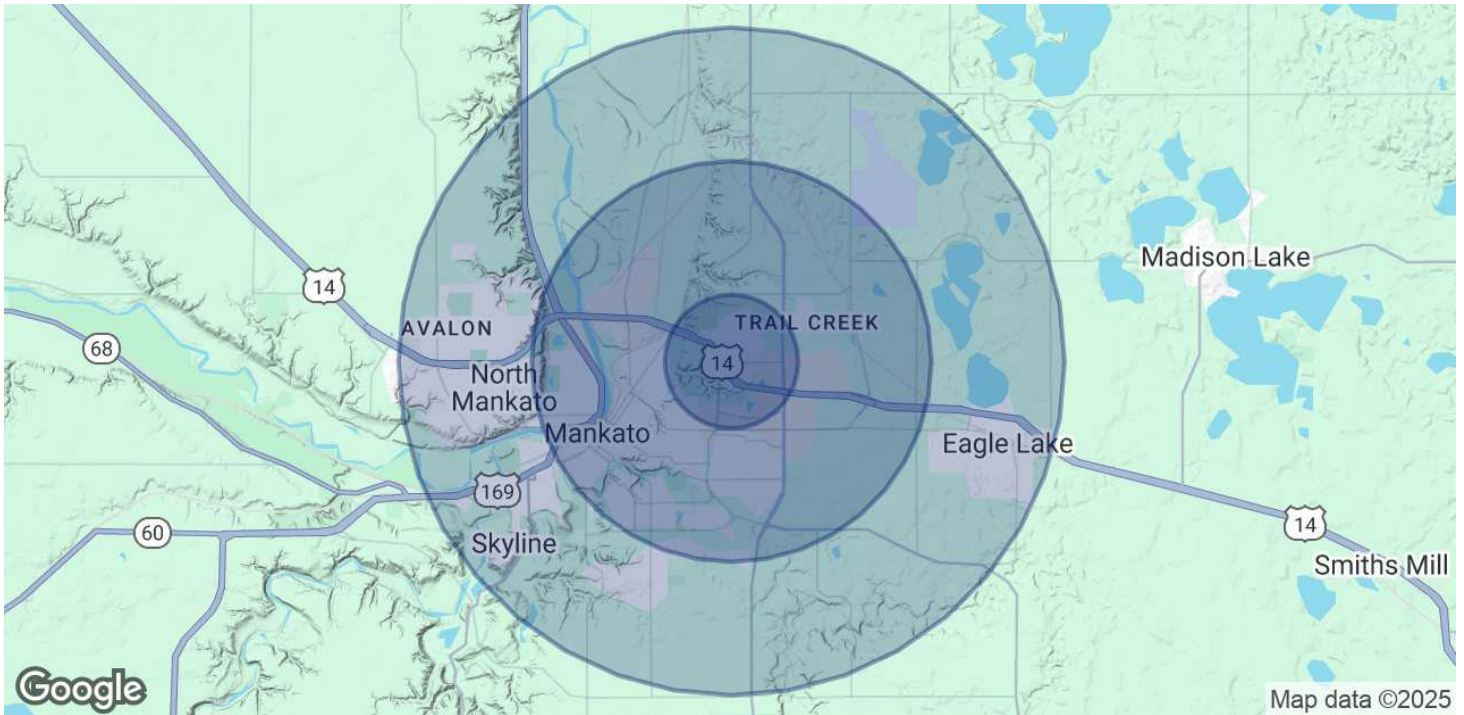 Madison Lake
14
AVALON
TRAIL CREEK
68
14
North
Mankato
Mankato
Eagle Lake
169
60
14
Skyline
Smiths Mill
Google
Map data ©2025